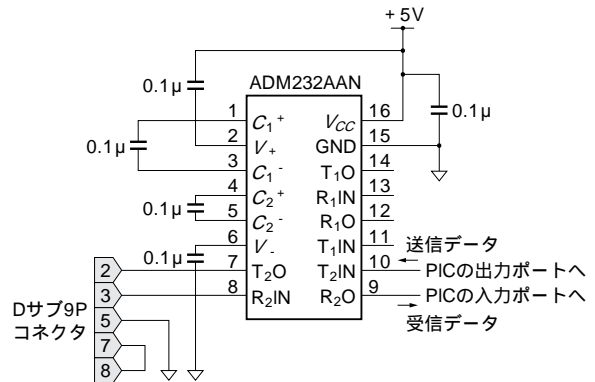 +5V
0.1μ
ADM232AAN
0.1μ
1 C1+ VCC 16
0.1μ
2 V+ GND 15
3 C1- T1O 14
4 C2+ R1IN 13
0.1μ
5 C2- R1O 12
6 V- T1IN 11
送信データ
0.1μ
7 T2O T2IN 10 PICの出力ポートへ
8 R2IN R2O 9 PICの入力ポートへ
受信データ
Dサブ9P
コネクタ
2
3
5
7
8